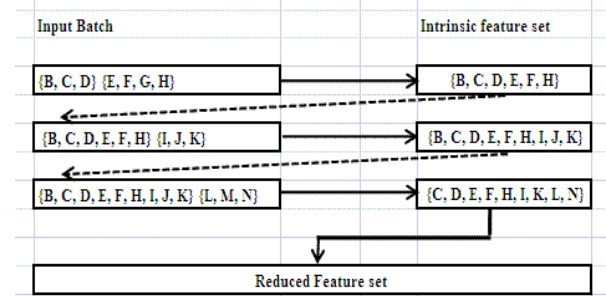 Input Batch Intrinsic feature set
{B, C, D} {E, F, G, H} {B, C, D, E, F, H}
{B, C, D, E, F, H} {I, J, K} {B, C, D, E, F, H, I, J, K}
{B, C, D, E, F, H, I, J, K} {L, M, N} {C, D, E, F, H, I, K, L, N}
Reduced Feature set